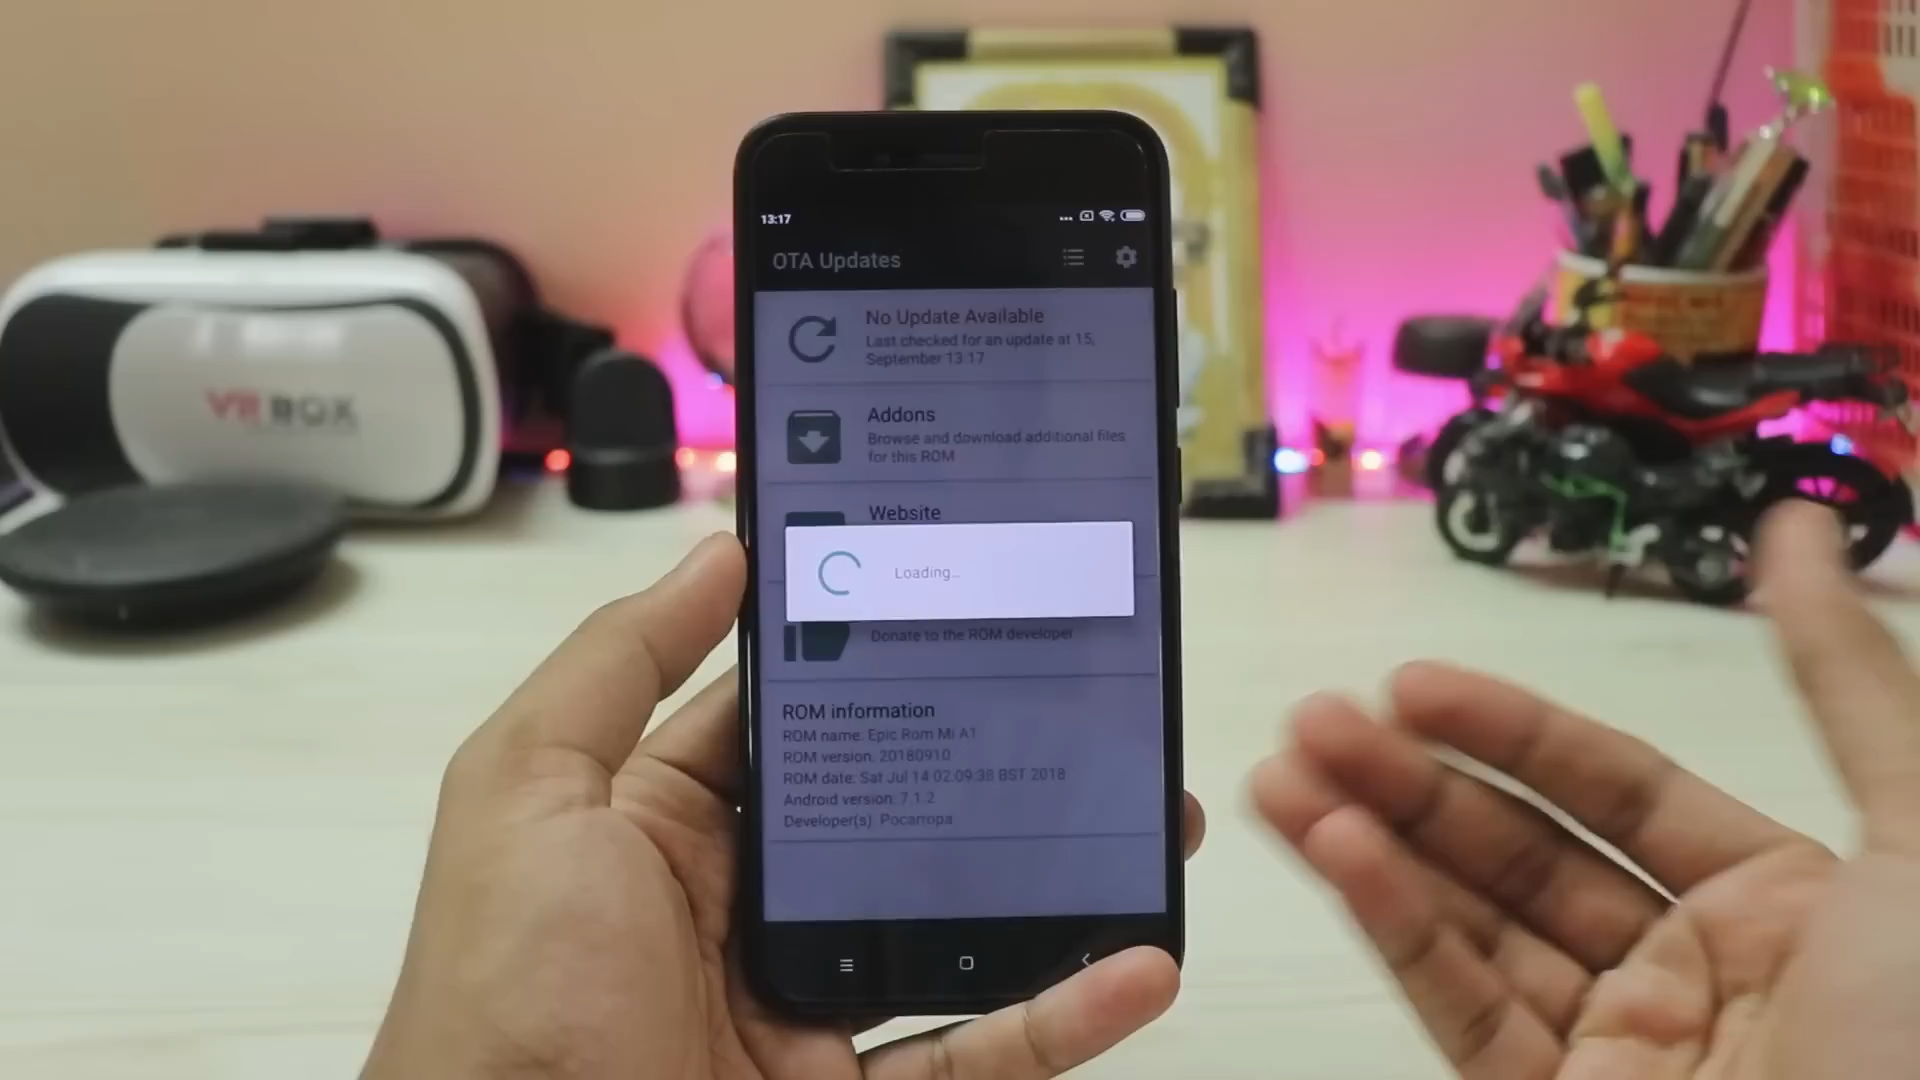 13:17
OTA Updates
No Update Available
Last checked for an update at 15,
September 13:17
Addons
Browse and download additional files
for this ROM
Website
Loading...
Donate to the ROM developer
ROM information
ROM name: Epic Rom Mi A1
ROM version: 20180910
ROM date: Sat Jul 14 02:09:38 BST 2018
Android version: 7.1.2
Developer(s): Pocarropa
VR BOX